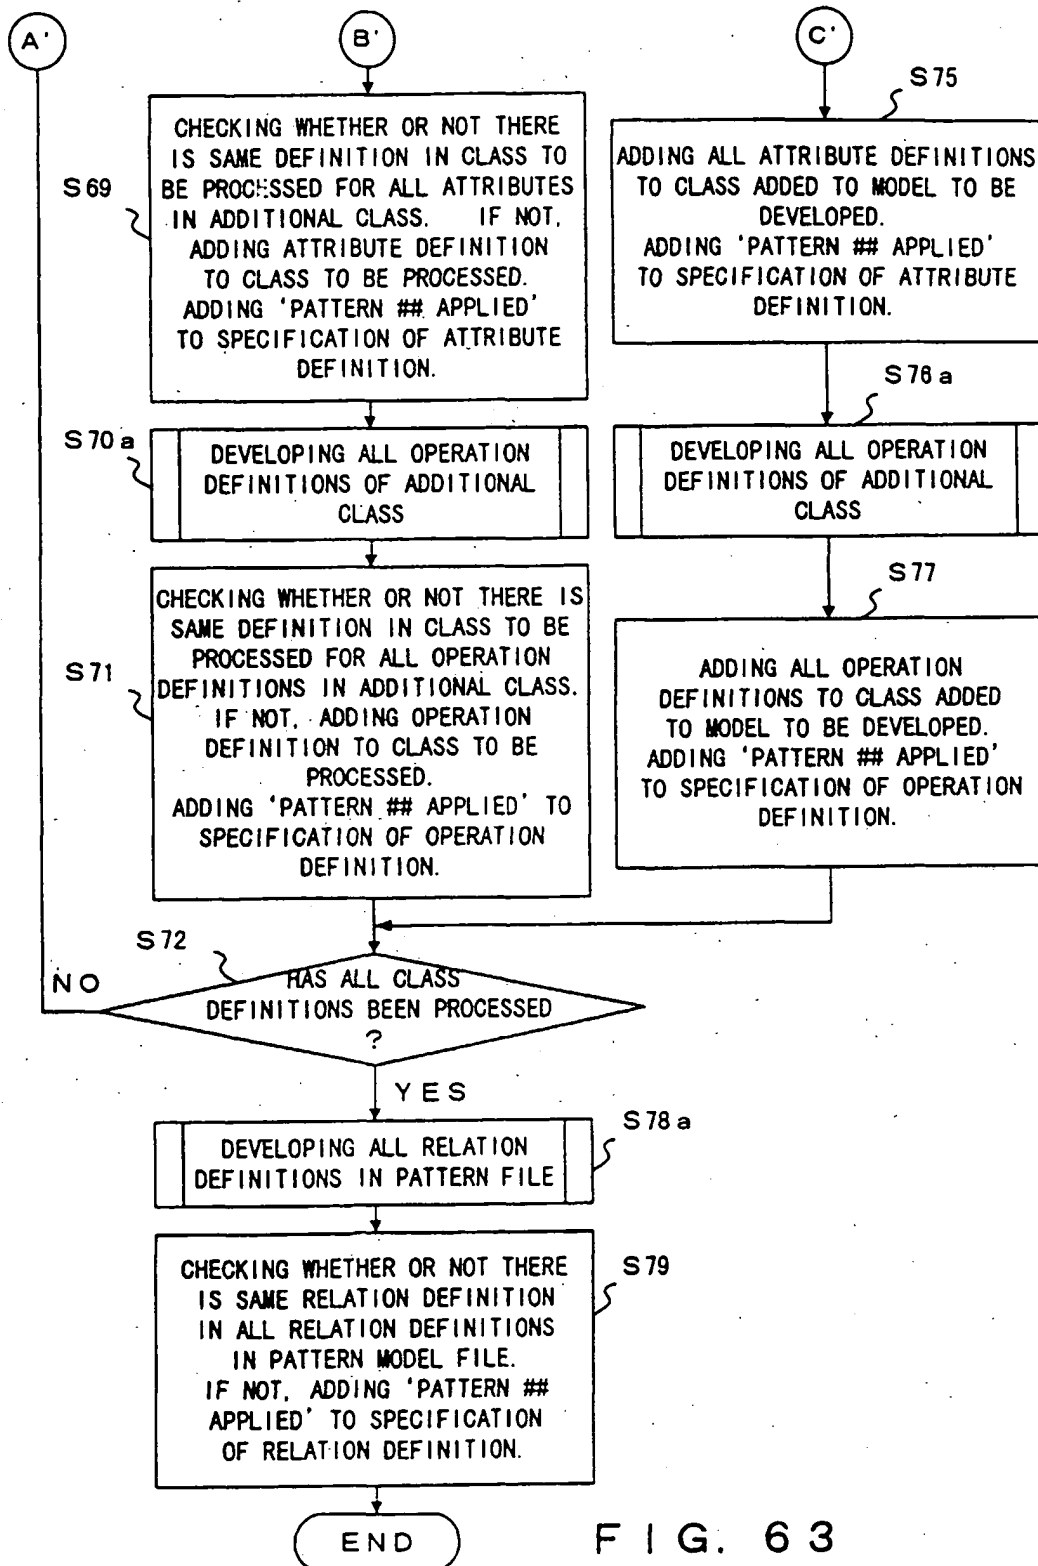 A'
B'
C'
S69
CHECKING WHETHER OR NOT THERE
IS SAME DEFINITION IN CLASS TO
BE PROCESSED FOR ALL ATTRIBUTES
IN ADDITIONAL CLASS. IF NOT,
ADDING ATTRIBUTE DEFINITION
TO CLASS TO BE PROCESSED.
ADDING 'PATTERN ## APPLIED'
TO SPECIFICATION OF ATTRIBUTE
DEFINITION.
S75
ADDING ALL ATTRIBUTE DEFINITIONS
TO CLASS ADDED TO MODEL TO BE
DEVELOPED.
ADDING 'PATTERN ## APPLIED'
TO SPECIFICATION OF ATTRIBUTE
DEFINITION.
S70a
DEVELOPING ALL OPERATION
DEFINITIONS OF ADDITIONAL
CLASS
S76a
DEVELOPING ALL OPERATION
DEFINITIONS OF ADDITIONAL
CLASS
S71
CHECKING WHETHER OR NOT THERE IS
SAME DEFINITION IN CLASS TO BE
PROCESSED FOR ALL OPERATION
DEFINITIONS IN ADDITIONAL CLASS.
IF NOT, ADDING OPERATION
DEFINITION TO CLASS TO BE
PROCESSED.
ADDING 'PATTERN ## APPLIED' TO
SPECIFICATION OF OPERATION
DEFINITION.
S77
ADDING ALL OPERATION
DEFINITIONS TO CLASS ADDED
TO MODEL TO BE DEVELOPED.
ADDING 'PATTERN ## APPLIED'
TO SPECIFICATION OF OPERATION
DEFINITION.
S72
NO
HAS ALL CLASS
DEFINITIONS BEEN PROCESSED
?
YES
S78a
DEVELOPING ALL RELATION
DEFINITIONS IN PATTERN FILE
S79
CHECKING WHETHER OR NOT THERE
IS SAME RELATION DEFINITION
IN ALL RELATION DEFINITIONS
IN PATTERN MODEL FILE.
IF NOT, ADDING 'PATTERN ##
APPLIED' TO SPECIFICATION
OF RELATION DEFINITION.
END
FIG. 63